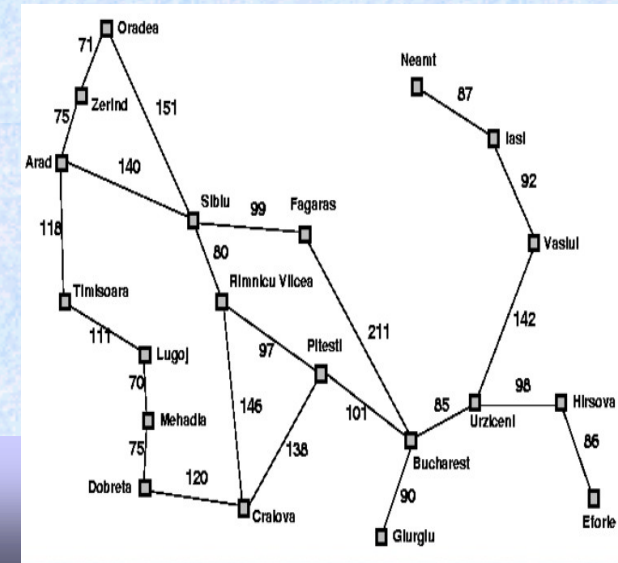 Oradea
71
Neamt
87
Zerind
151
75
Iasi
Arad
140
92
Sibiu
99
Fagaras
118
80
Vaslui
Timisoara
Rimnicu Vilcea
111
211
142
Lugoj
97
Pitesti
70
98
Hirsova
146
101
85
Mehadia
Urziceni
75
138
86
Bucharest
120
Dobreta
90
Craiova
Eforie
Giurgiu